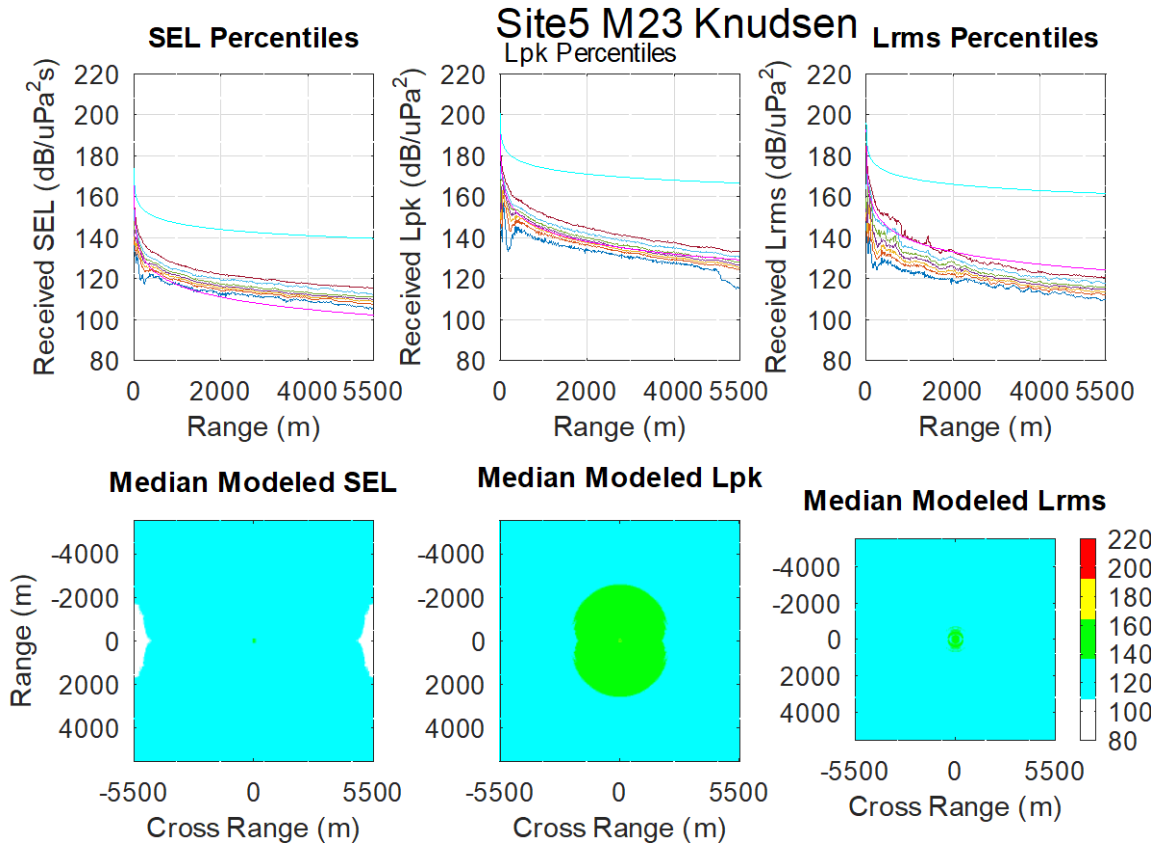 Site5 M23 Knudsen
SEL Percentiles
Lpk Percentiles
Lrms Percentiles
Received SEL (dB/uPa²s)
220
200
180
160
140
120
100
80
0 2000 4000 5500
Range (m)
Received Lpk (dB/uPa²)
220
200
180
160
140
120
100
80
0 2000 4000 5500
Range (m)
Received Lrms (dB/uPa²)
220
200
180
160
140
120
100
80
0 2000 4000 5500
Range (m)
Median Modeled SEL
Range (m)
-4000
-2000
0
2000
4000
-5500 0 5500
Cross Range (m)
Median Modeled Lpk
-4000
-2000
0
2000
4000
-5500 0 5500
Cross Range (m)
Median Modeled Lrms
-4000
-2000
0
2000
4000
-5500 0 5500
Cross Range (m)
220
200
180
160
140
120
100
80